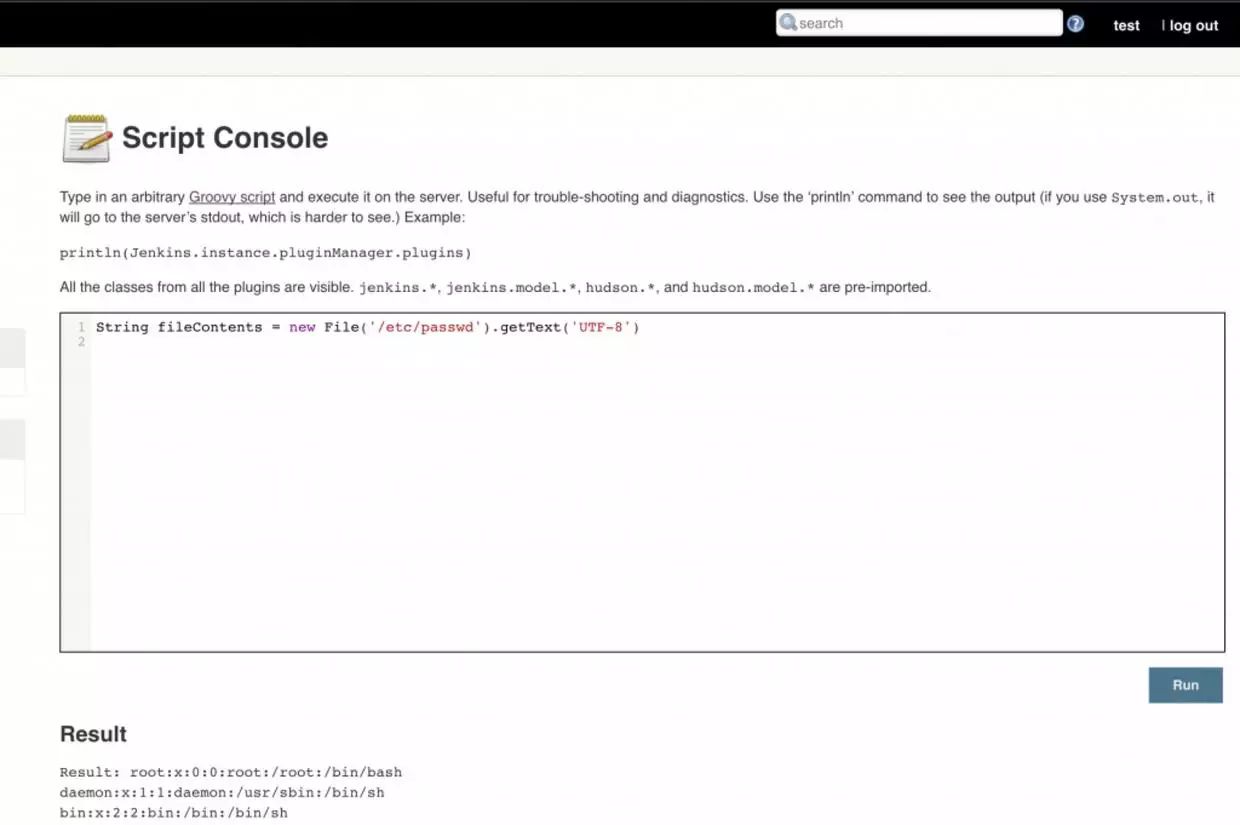 search
test | log out
Script Console
Type in an arbitrary Groovy script and execute it on the server. Useful for trouble-shooting and diagnostics. Use the ‘println’ command to see the output (if you use System.out, it
will go to the server’s stdout, which is harder to see.) Example:
println(Jenkins.instance.pluginManager.plugins)
All the classes from all the plugins are visible. jenkins.*, jenkins.model.*, hudson.*, and hudson.model.* are pre-imported.
1 String fileContents = new File('/etc/passwd').getText('UTF-8')
2
Run
Result
Result: root:x:0:0:root:/root:/bin/bash
daemon:x:1:1:daemon:/usr/sbin:/bin/sh
bin:x:2:2:bin:/bin:/bin/sh